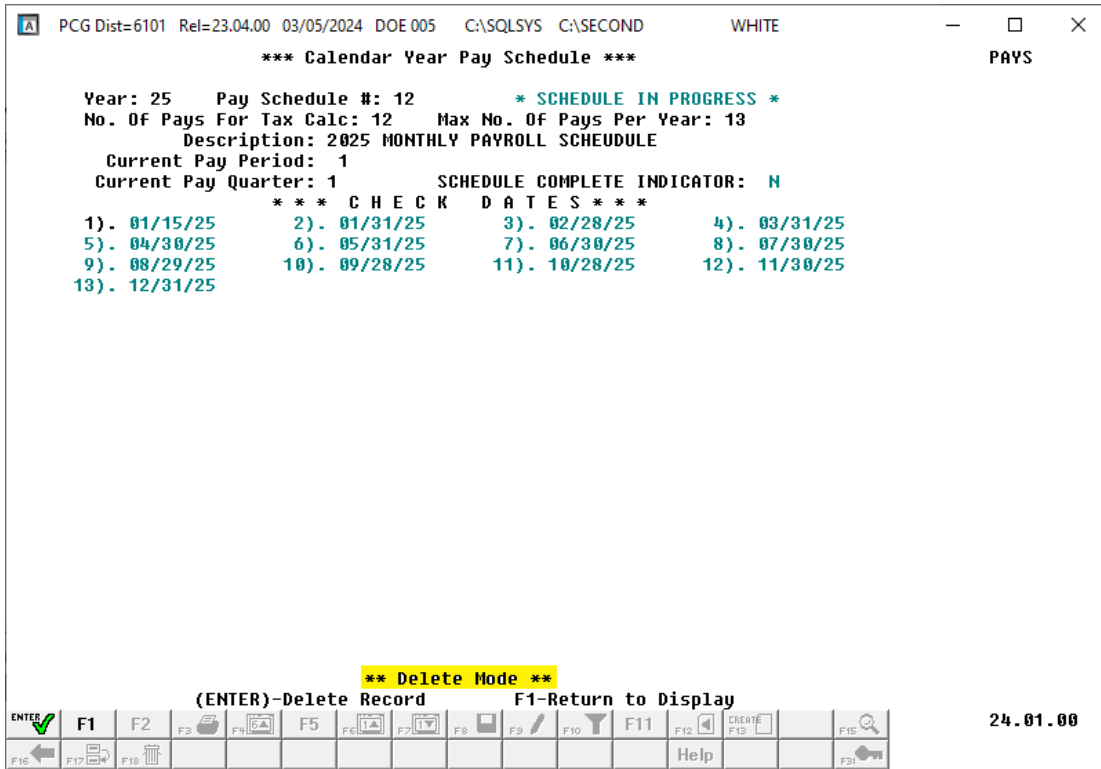 PCG Dist=6101 Rel=23.04.00 03/05/2024 DOE 005 C:\SQLSYS C:\SECOND WHITE
*** Calendar Year Pay Schedule *** PAYS
Year: 25 Pay Schedule #: 12 * SCHEDULE IN PROGRESS *
No. Of Pays For Tax Calc: 12 Max No. Of Pays Per Year: 13
Description: 2025 MONTHLY PAYROLL SCHEUDULE
Current Pay Period: 1
Current Pay Quarter: 1 SCHEDULE COMPLETE INDICATOR: N
* * * C H E C K D A T E S * * *
1). 01/15/25 2). 01/31/25 3). 02/28/25 4). 03/31/25
5). 04/30/25 6). 05/31/25 7). 06/30/25 8). 07/30/25
9). 08/29/25 10). 09/28/25 11). 10/28/25 12). 11/30/25
13). 12/31/25
** Delete Mode **
(ENTER)-Delete Record F1-Return to Display
ENTER F1 F2 F3 F4 6 F5 F6 1 F7 1 F8 F9 F10 F11 F12 CREATE F13 F15 24.01.00
F16 F17 F18 Help F31